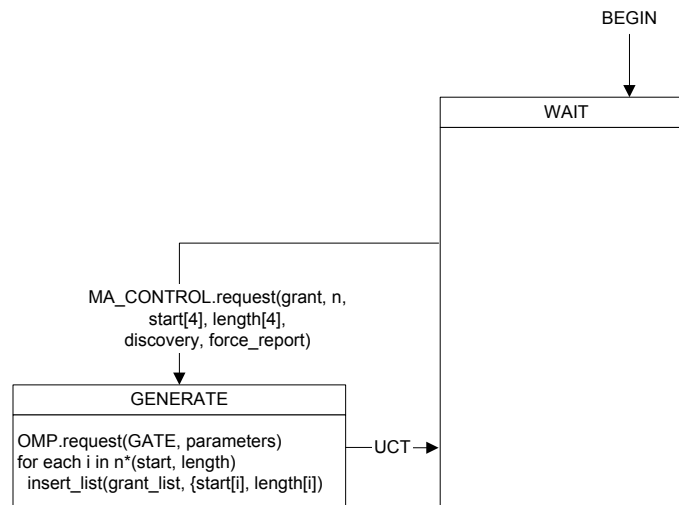 BEGIN
WAIT
MA_CONTROL.request(grant, n,
start[4], length[4],
discovery, force_report)
GENERATE
OMP.request(GATE, parameters)
for each i in n*(start, length)
insert_list(grant_list, {start[i], length[i])
UCT